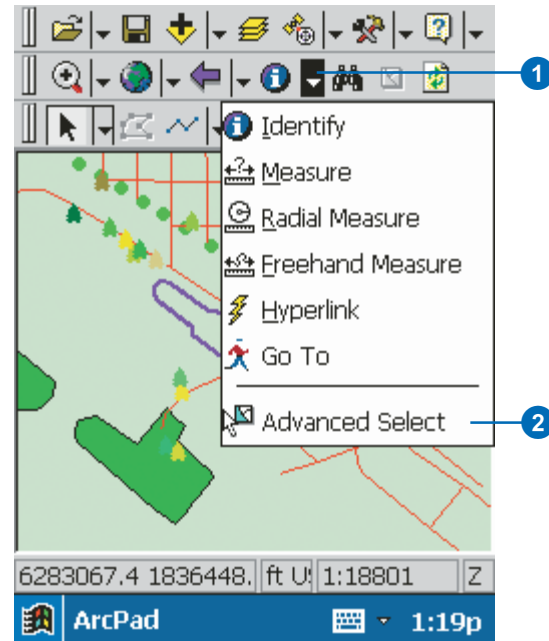 1
Identify
Measure
Radial Measure
Freehand Measure
Hyperlink
Go To
Advanced Select
2
6283067.4 1836448. ft U 1:18801 Z
ArcPad 1:19p